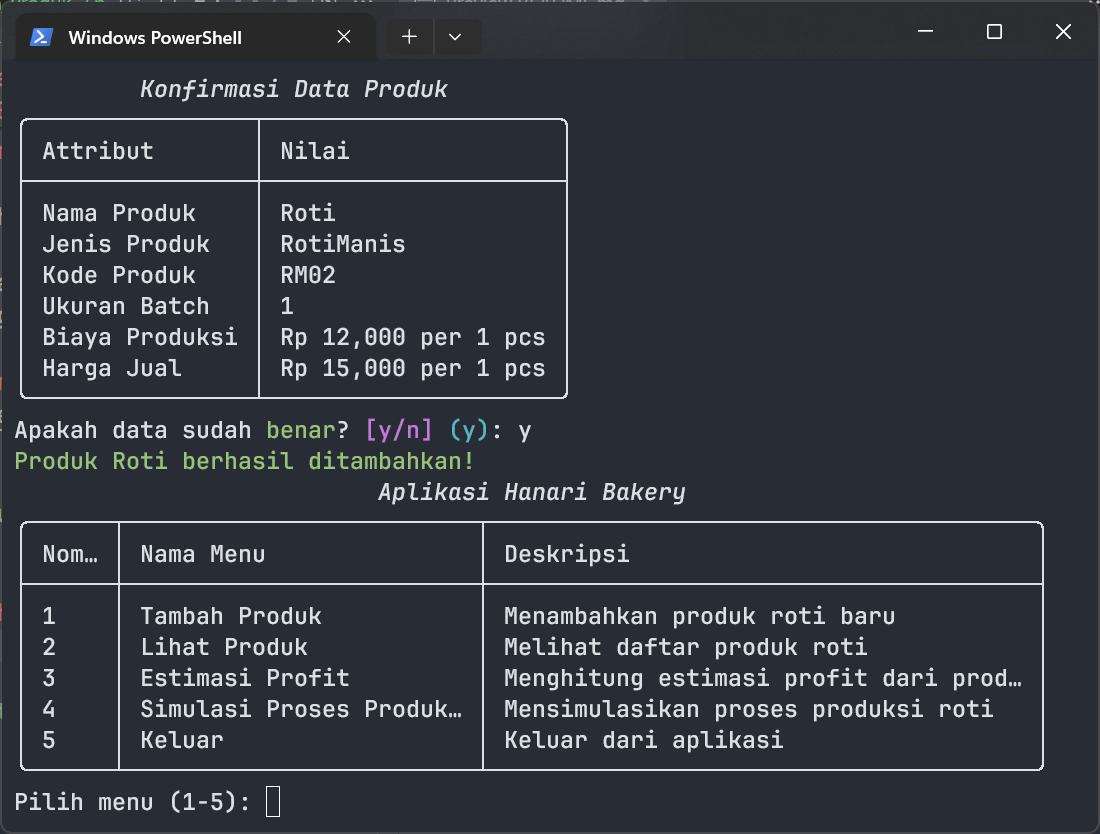 Windows PowerShell
Konfirmasi Data Produk
Attribut Nilai
Nama Produk Roti
Jenis Produk RotiManis
Kode Produk RM02
Ukuran Batch 1
Biaya Produksi Rp 12,000 per 1 pcs
Harga Jual Rp 15,000 per 1 pcs
Apakah data sudah benar? [y/n] (y): y
Produk Roti berhasil ditambahkan!
Aplikasi Hanari Bakery
Nom… Nama Menu Deskripsi
1 Tambah Produk Menambahkan produk roti baru
2 Lihat Produk Melihat daftar produk roti
3 Estimasi Profit Menghitung estimasi profit dari prod…
4 Simulasi Proses Produk… Mensimulasikan proses produksi roti
5 Keluar Keluar dari aplikasi
Pilih menu (1-5):